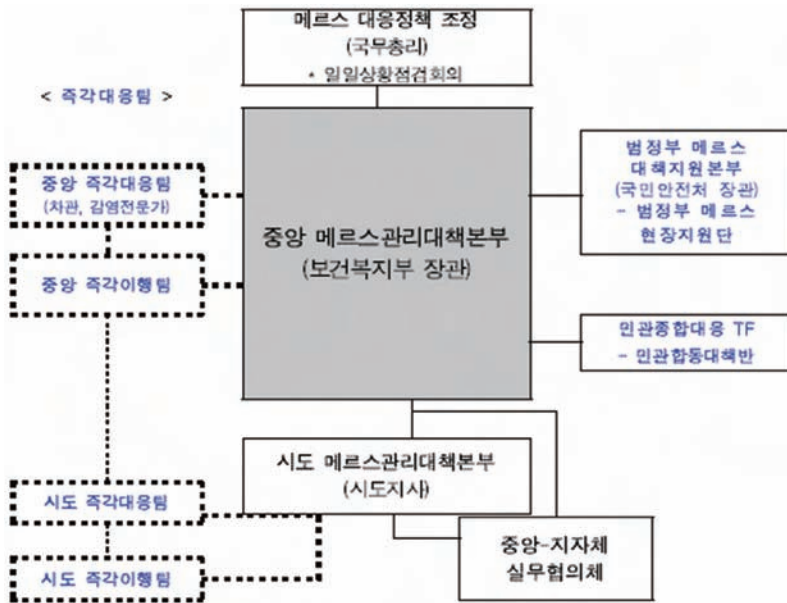 메르스 대응정책 조정
(국무총리)
* 일일상황점검회의
< 즉각대응팀 >
중앙 즉각대응팀
(차관, 감염전문가)
중앙 즉각이행팀
중앙 메르스관리대책본부
(보건복지부 장관)
범정부 메르스
대책지원본부
(국민안전처 장관)
- 범정부 메르스
현장지원단
민관종합대응 TF
- 민관합동대책반
시도 메르스관리대책본부
(시도지사)
시도 즉각대응팀
시도 즉각이행팀
중앙-지자체
실무협의체